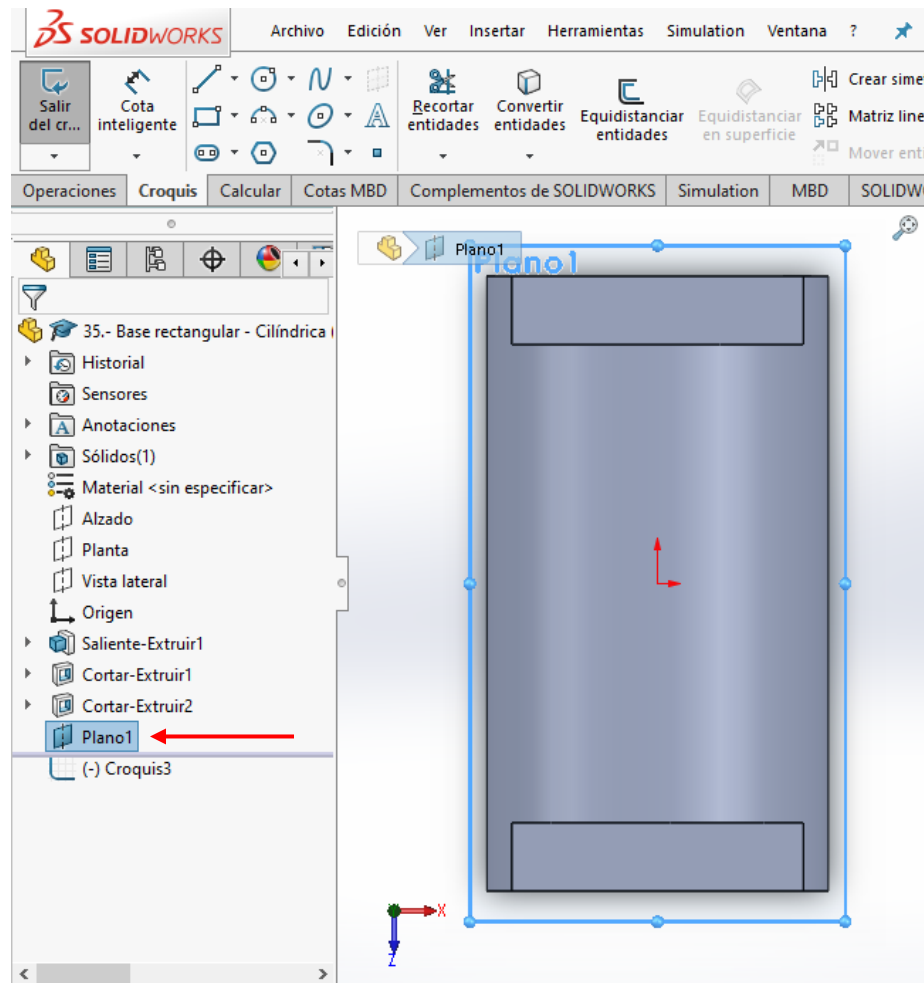 SOLIDWORKS Archivo Edición Ver Insertar Herramientas Simulation Ventana ?
Salir del cr...
Cota inteligente
Recortar entidades
Convertir entidades
Equidistanciar entidades
Equidistanciar en superficie
Crear sime
Matriz line
Mover enti
Operaciones Croquis Calcular Cotas MBD Complementos de SOLIDWORKS Simulation MBD SOLIDW
Plano1
Plano1
35.- Base rectangular - Cilíndrica (
Historial
Sensores
Anotaciones
Sólidos(1)
Material <sin especificar>
Alzado
Planta
Vista lateral
Origen
Saliente-Extruir1
Cortar-Extruir1
Cortar-Extruir2
Plano1
(-) Croquis3
X
Z